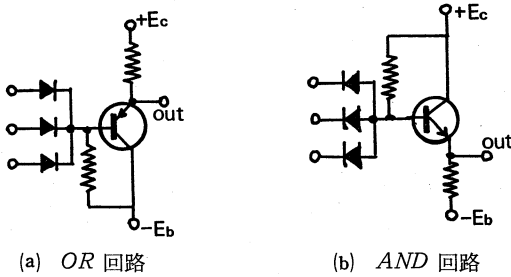 +Ec
out
-Eb
(a) OR 回路
+Ec
out
-Eb
(b) AND 回路